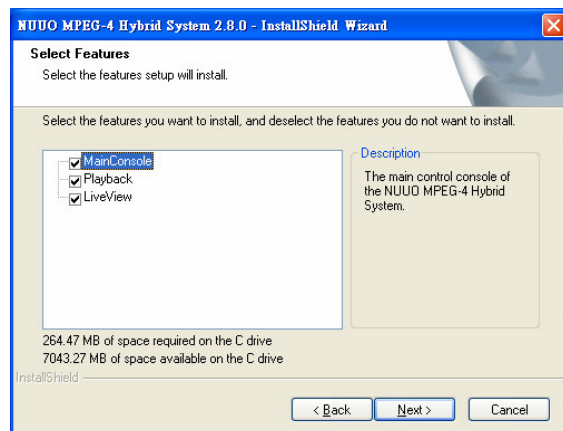 NUUO MPEG-4 Hybrid System 2.8.0 - InstallShield Wizard
Select Features
Select the features setup will install.
Select the features you want to install, and deselect the features you do not want to install.
MainConsole
Playback
LiveView
Description
The main control console of
the NUUO MPEG-4 Hybrid
System.
264.47 MB of space required on the C drive
7043.27 MB of space available on the C drive
InstallShield
< Back
Next >
Cancel